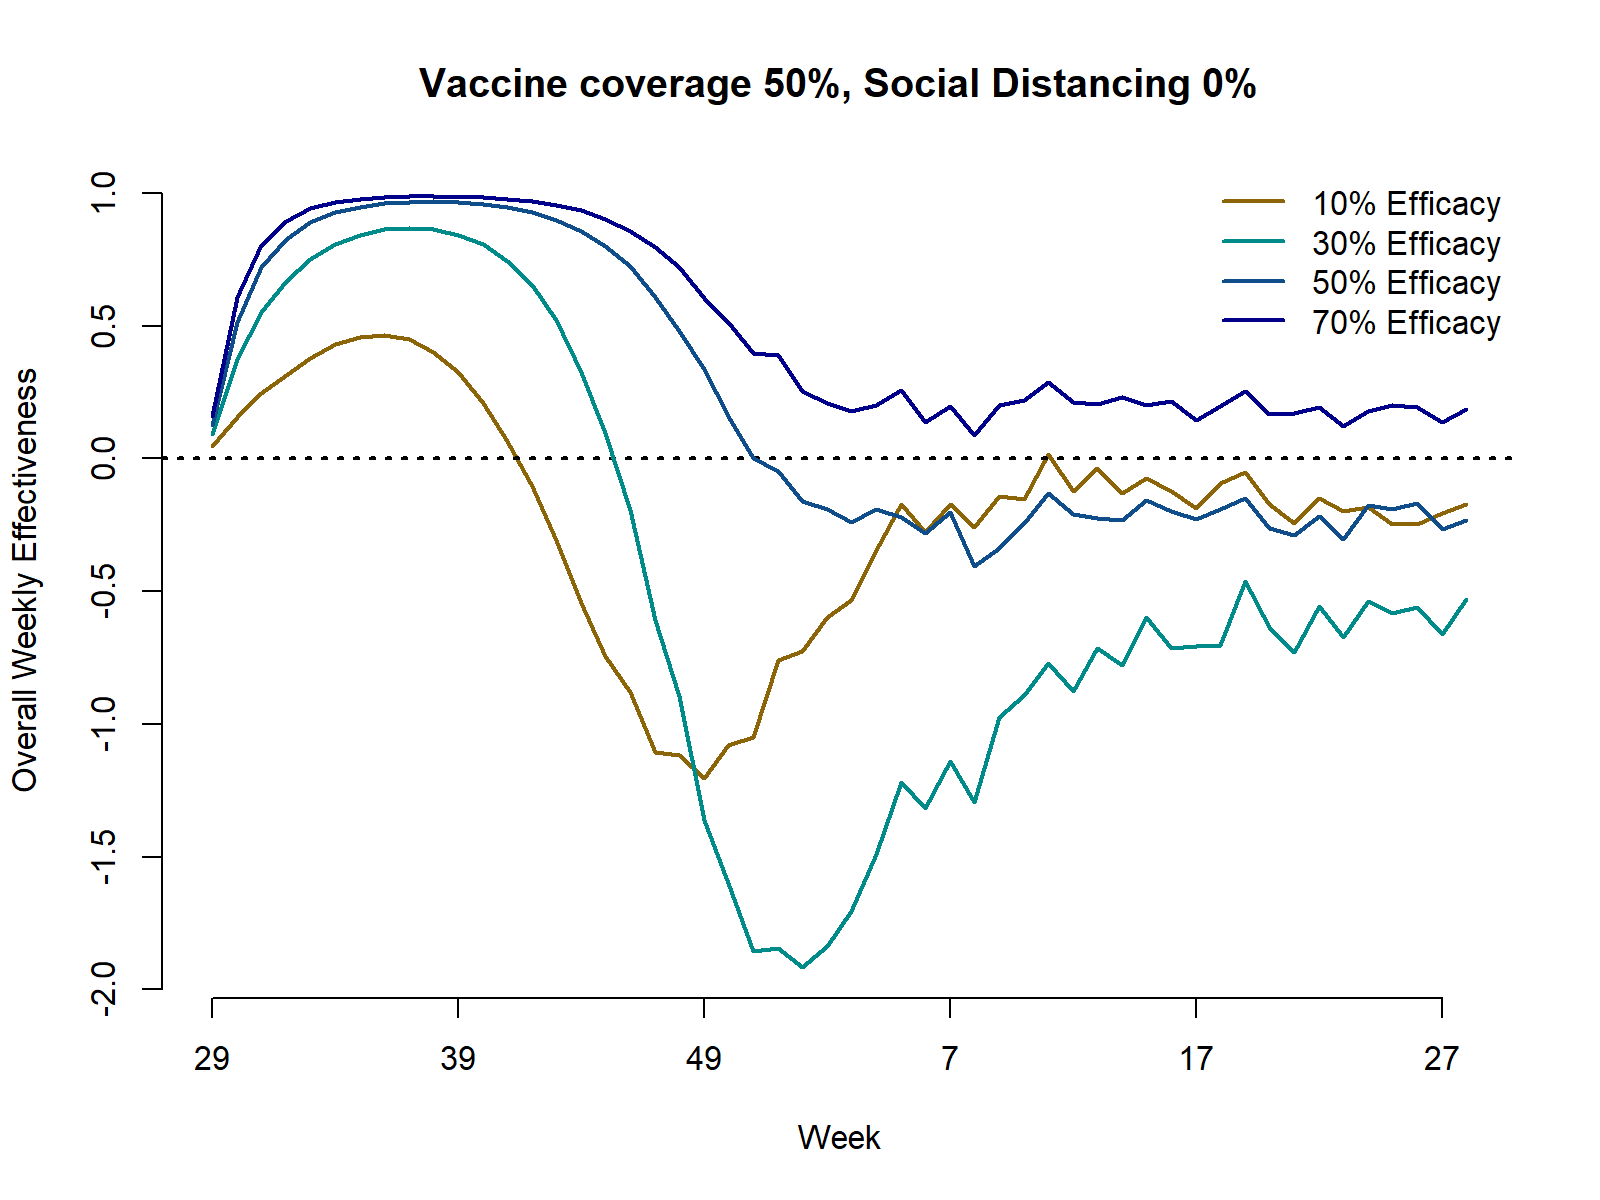 Vaccine coverage 50%, Social Distancing 0%
10% Efficacy
30% Efficacy
50% Efficacy
70% Efficacy
Overall Weekly Effectiveness
1.0
0.5
0.0
-0.5
-1.0
-1.5
-2.0
29 39 49 7 17 27
Week